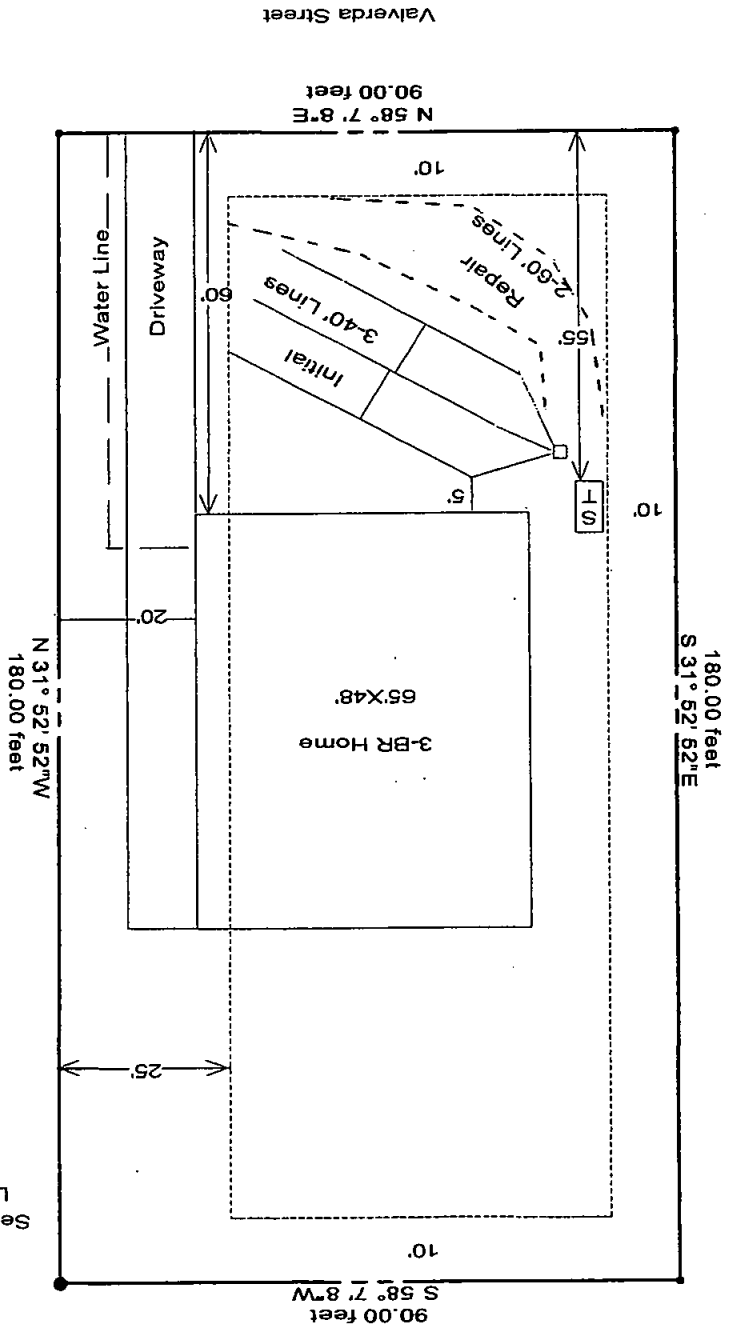 Valverda Street
90.00 feet
N 58° 7' 8"E
10'
Water Line
Driveway
60'
2-60' Lines
Repair
55'
3-40' Lines
Initial
5'
S T
10'
20'
N 31° 52' 52"W
180.00 feet
180.00 feet
S 31° 52' 52"E
65'X48'
3-BR Home
25'
Se
L
10'
S 58° 7' 8"W
90.00 feet